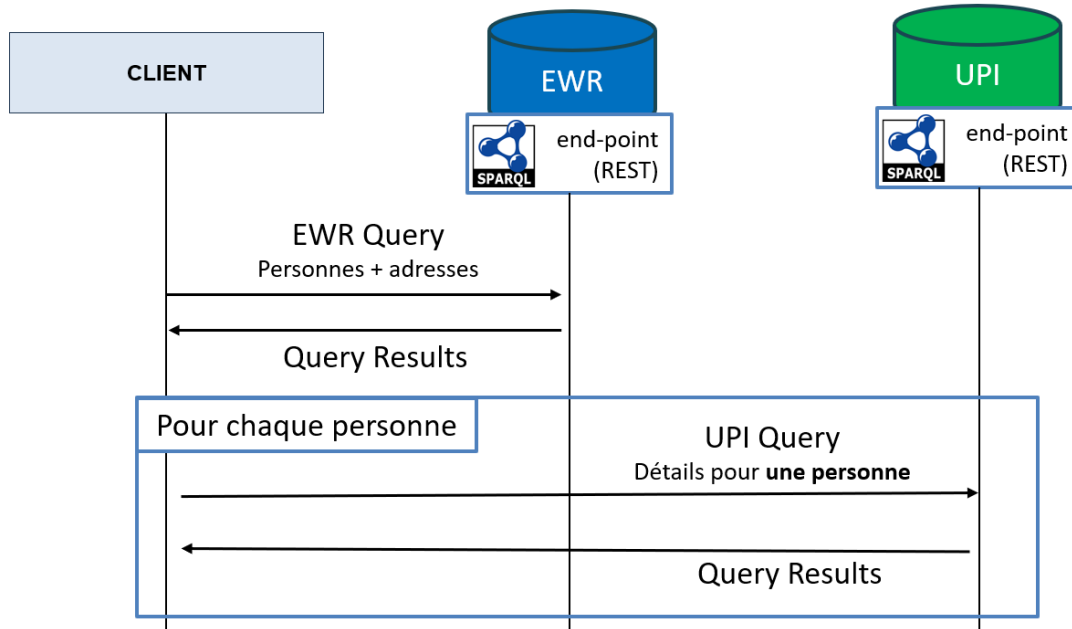 CLIENT
EWR
UPI
end-point
(REST)
SPARQL
end-point
(REST)
SPARQL
EWR Query
Personnes + adresses
Query Results
Pour chaque personne
UPI Query
Détails pour une personne
Query Results